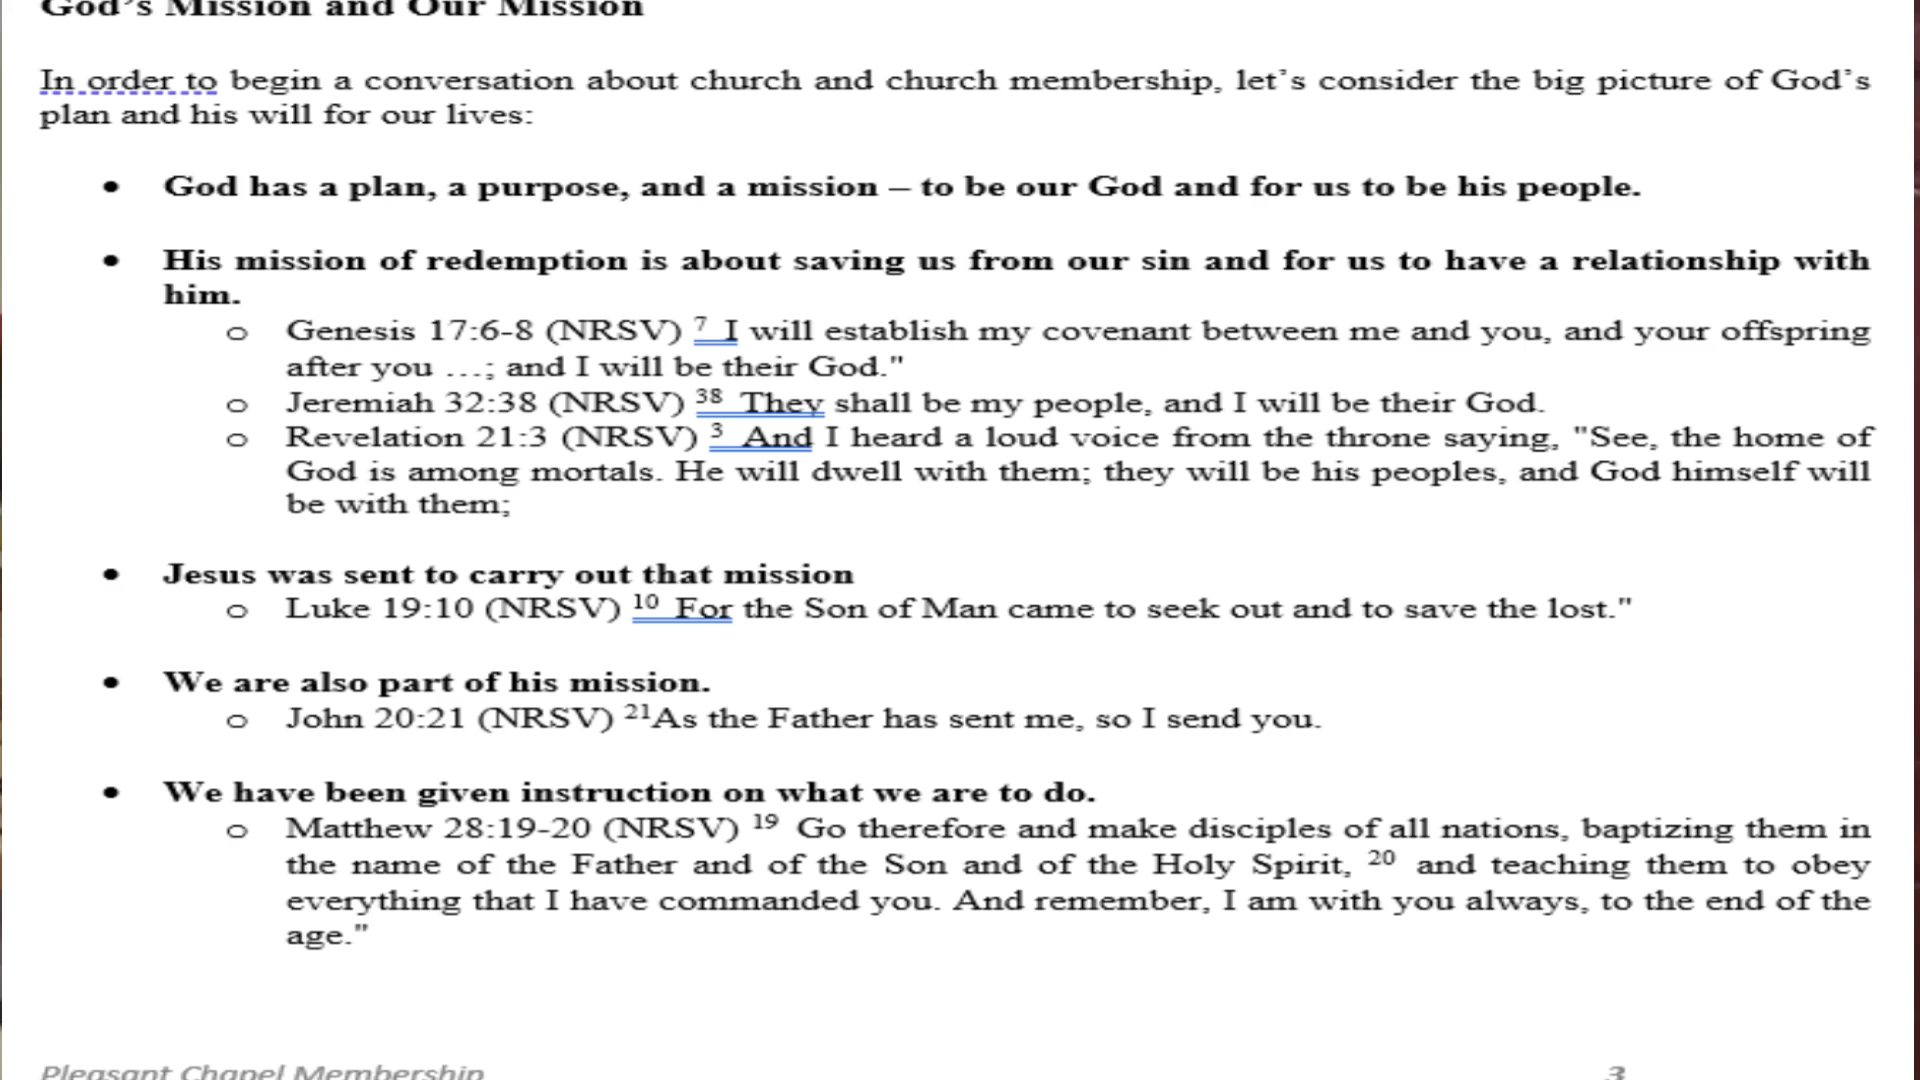 God's Mission and Our Mission
In order to begin a conversation about church and church membership, let's consider the big picture of God's
plan and his will for our lives:
• God has a plan, a purpose, and a mission – to be our God and for us to be his people.
• His mission of redemption is about saving us from our sin and for us to have a relationship with
him.
o Genesis 17:6-8 (NRSV) 7 I will establish my covenant between me and you, and your offspring
after you …; and I will be their God."
o Jeremiah 32:38 (NRSV) 38 They shall be my people, and I will be their God.
o Revelation 21:3 (NRSV) 3 And I heard a loud voice from the throne saying, "See, the home of
God is among mortals. He will dwell with them; they will be his peoples, and God himself will
be with them;
• Jesus was sent to carry out that mission
o Luke 19:10 (NRSV) 10 For the Son of Man came to seek out and to save the lost."
• We are also part of his mission.
o John 20:21 (NRSV) 21As the Father has sent me, so I send you.
• We have been given instruction on what we are to do.
o Matthew 28:19-20 (NRSV) 19 Go therefore and make disciples of all nations, baptizing them in
the name of the Father and of the Son and of the Holy Spirit, 20 and teaching them to obey
everything that I have commanded you. And remember, I am with you always, to the end of the
age."
Pleasant Chapel Membership 3